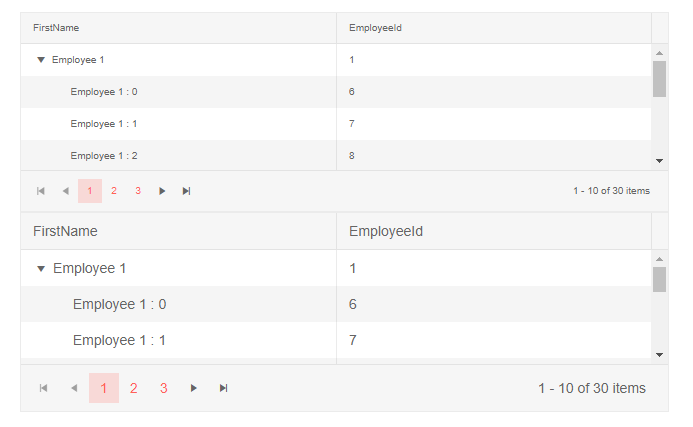 FirstName EmployeeId
Employee 1 1
Employee 1 : 0 6
Employee 1 : 1 7
Employee 1 : 2 8
1 2 3 1 - 10 of 30 items
FirstName EmployeeId
Employee 1 1
Employee 1 : 0 6
Employee 1 : 1 7
1 2 3 1 - 10 of 30 items